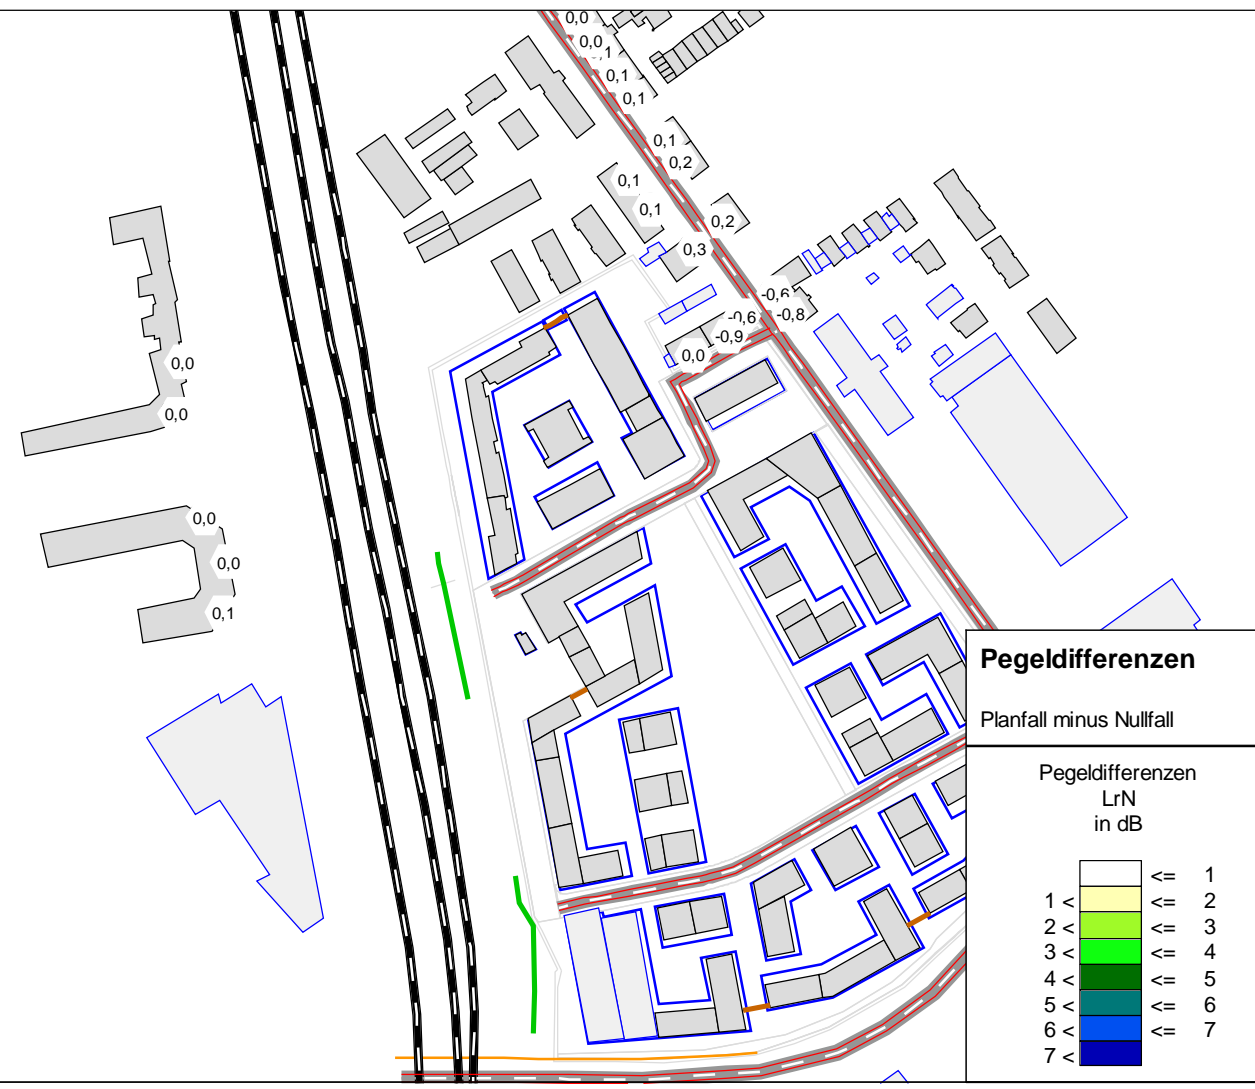 0,0
0,0
,1
0,1
0,1
0,1
0,2
0,1
0,1
0,2
0,3
-0,6
-0,8
-0,6
-0,9
0,0
0,0
0,0
0,0
0,0
0,1
Pegeldifferenzen
Planfall minus Nullfall
Pegeldifferenzen
LrN
in dB
<= 1
1 < <= 2
2 < <= 3
3 < <= 4
4 < <= 5
5 < <= 6
6 < <= 7
7 <